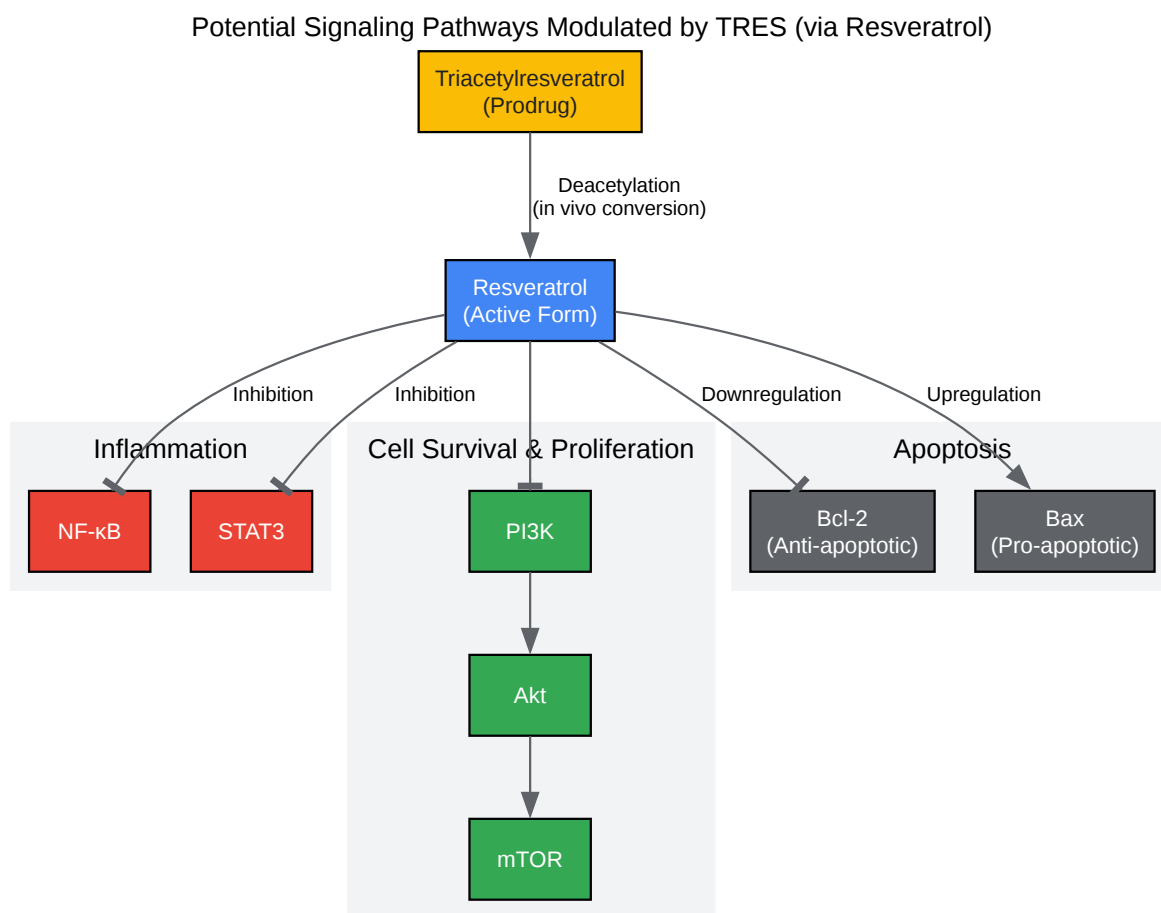 Potential Signaling Pathways Modulated by TRES (via Resveratrol)
Triacetylresveratrol
(Prodrug)
Deacetylation
(in vivo conversion)
Resveratrol
(Active Form)
Inhibition
Inhibition
Downregulation
Upregulation
Inflammation
Cell Survival & Proliferation
Apoptosis
NF-κB
STAT3
PI3K
Bcl-2
(Anti-apoptotic)
Bax
(Pro-apoptotic)
Akt
mTOR